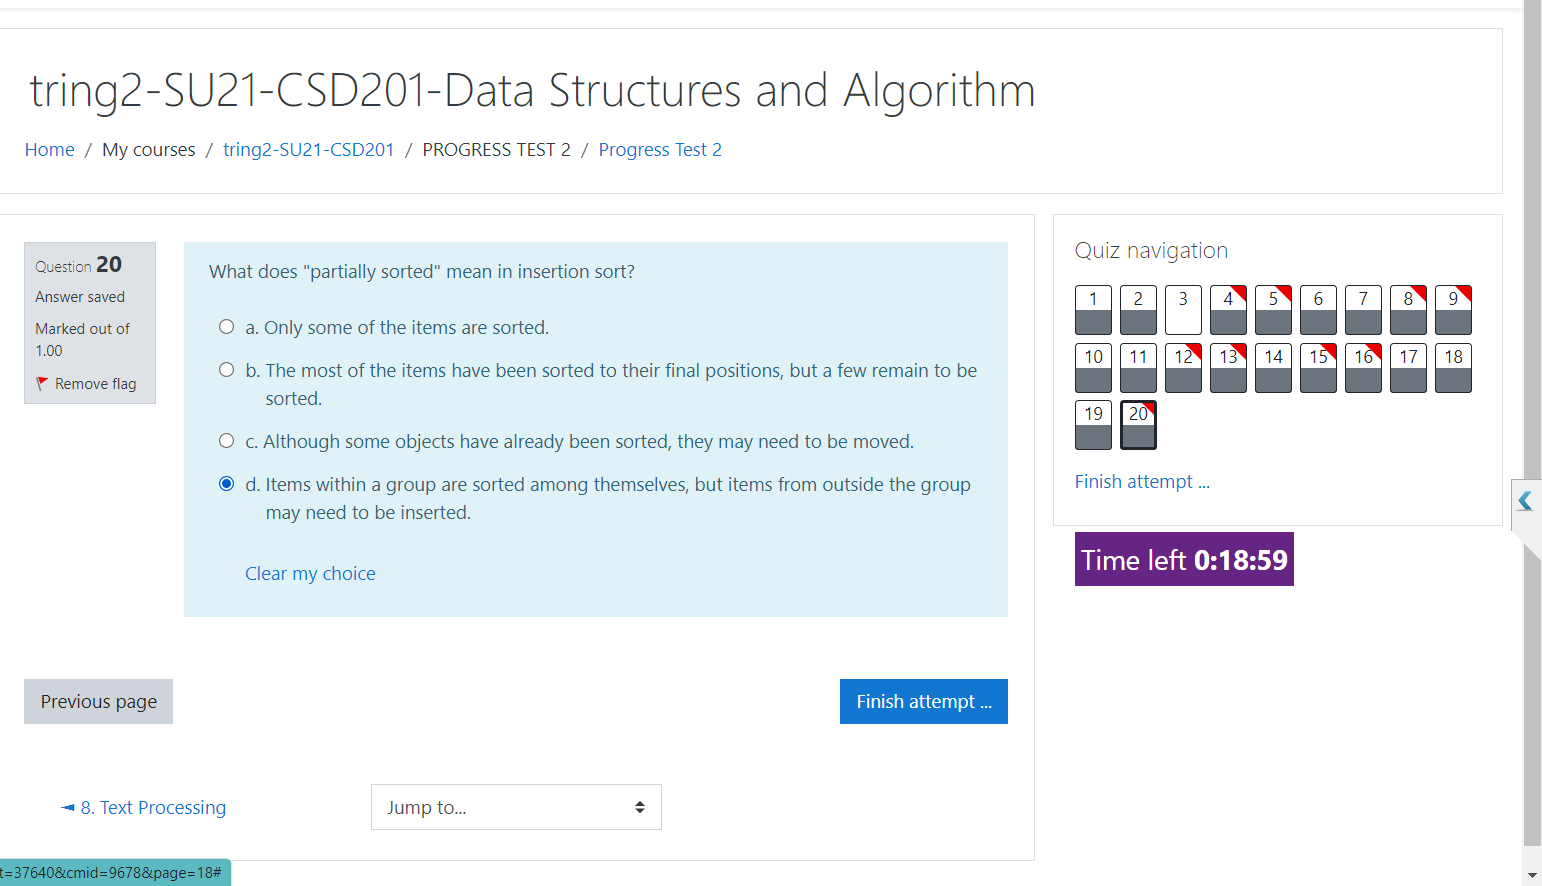 tring2-SU21-CSD201-Data Structures and Algorithm
Home / My courses / tring2-SU21-CSD201 / PROGRESS TEST 2 / Progress Test 2
Question 20
Answer saved
Marked out of
1.00
Remove flag
What does "partially sorted" mean in insertion sort?
a. Only some of the items are sorted.
b. The most of the items have been sorted to their final positions, but a few remain to be
sorted.
c. Although some objects have already been sorted, they may need to be moved.
d. Items within a group are sorted among themselves, but items from outside the group
may need to be inserted.
Clear my choice
Previous page
Finish attempt ...
◄ 8. Text Processing
Jump to...
Quiz navigation
1 2 3 4 5 6 7 8 9
10 11 12 13 14 15 16 17 18
19 20
Finish attempt ...
Time left 0:18:59
t=37640&cmid=9678&page=18#